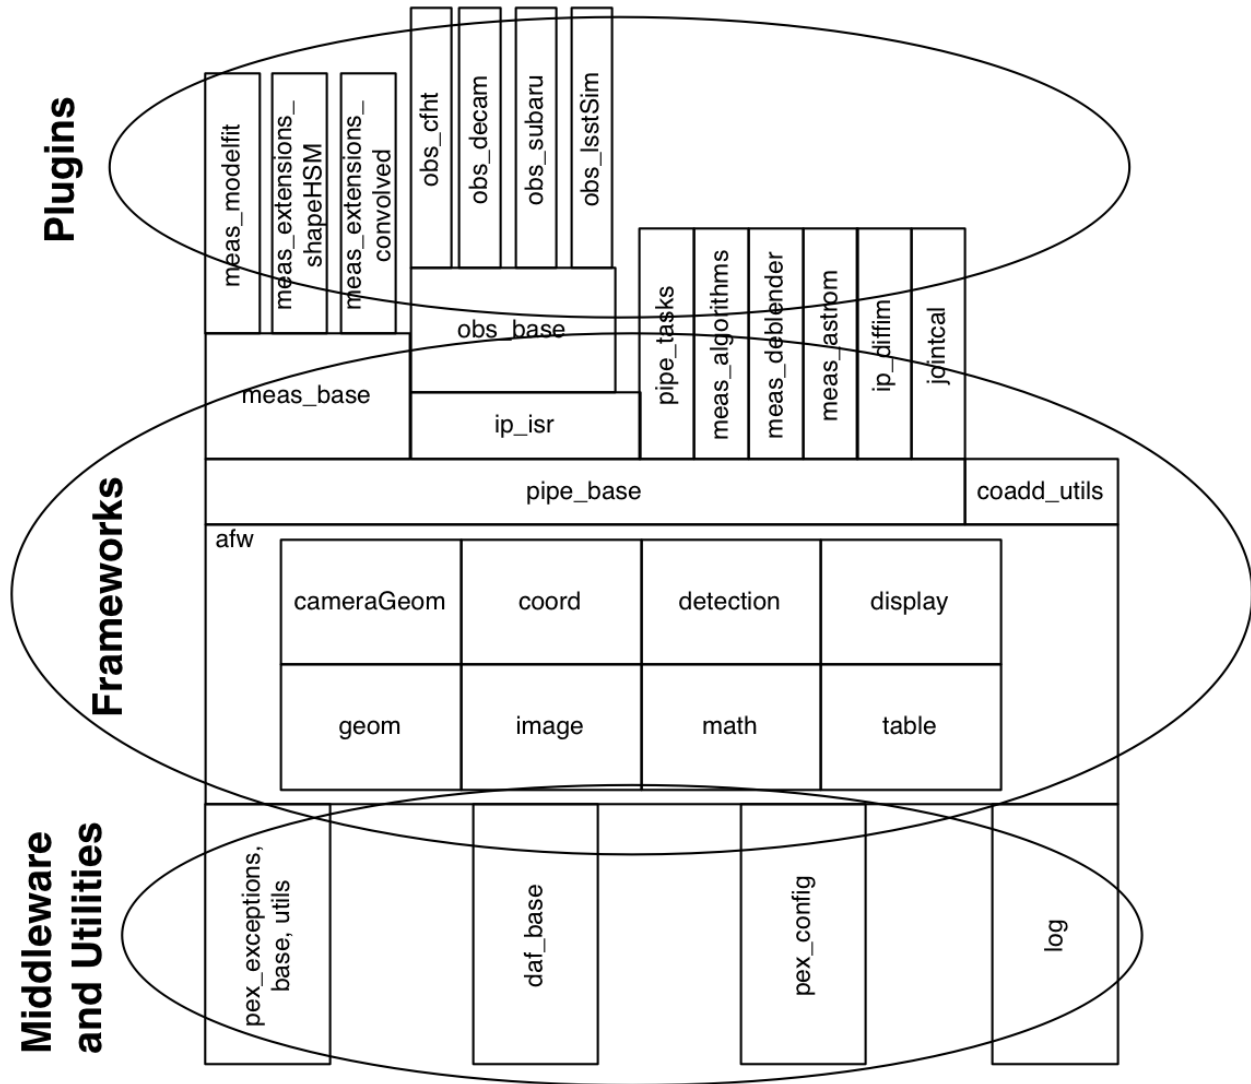 Plugins
meas_modelfit
meas_extensions_
shapeHSM
meas_extensions_
convolved
obs_cfht
obs_decam
obs_subaru
obs_lsstSim
obs_base
meas_base
ip_isr
pipe_tasks
meas_algorithms
meas_deblender
meas_astrom
ip_diffim
jointcal
Frameworks
pipe_base
coadd_utils
afw
cameraGeom
coord
detection
display
geom
image
math
table
Middleware
and Utilities
pex_exceptions,
base, utils
daf_base
pex_config
log